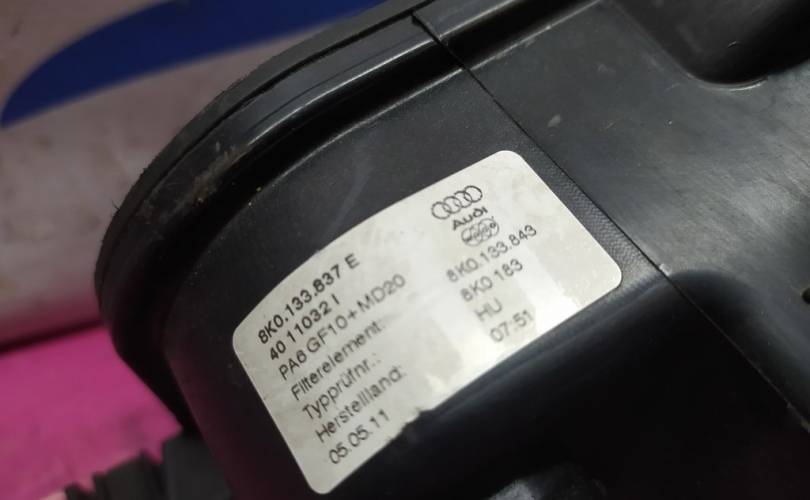 Audi
8K0.133.837 E
40 11032 I
PA6 GF10+MD20
Filterelement: 8K0.133.843
Typprüfnr.: 8K0 183
Herstellland: HU
05.05.11 07:51